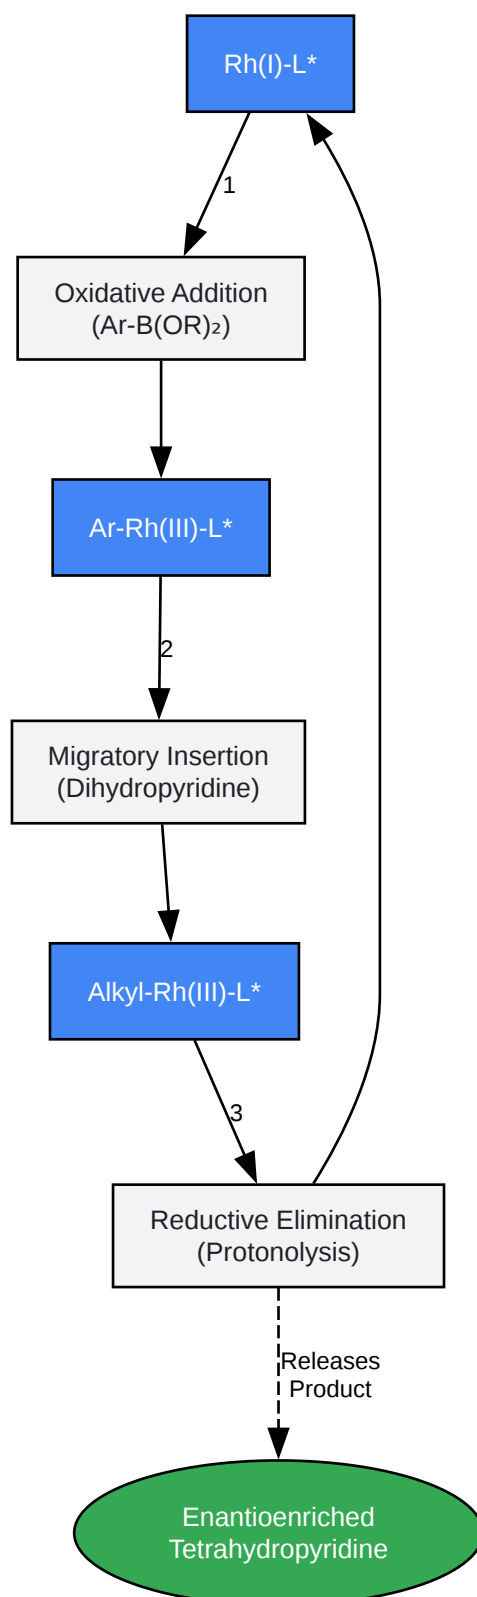 Rh(I)-L*
1
Oxidative Addition
(Ar-B(OR)₂)
Ar-Rh(III)-L*
2
Migratory Insertion
(Dihydropyridine)
Alkyl-Rh(III)-L*
3
Reductive Elimination
(Protonolysis)
Releases
Product
Enantioenriched
Tetrahydropyridine